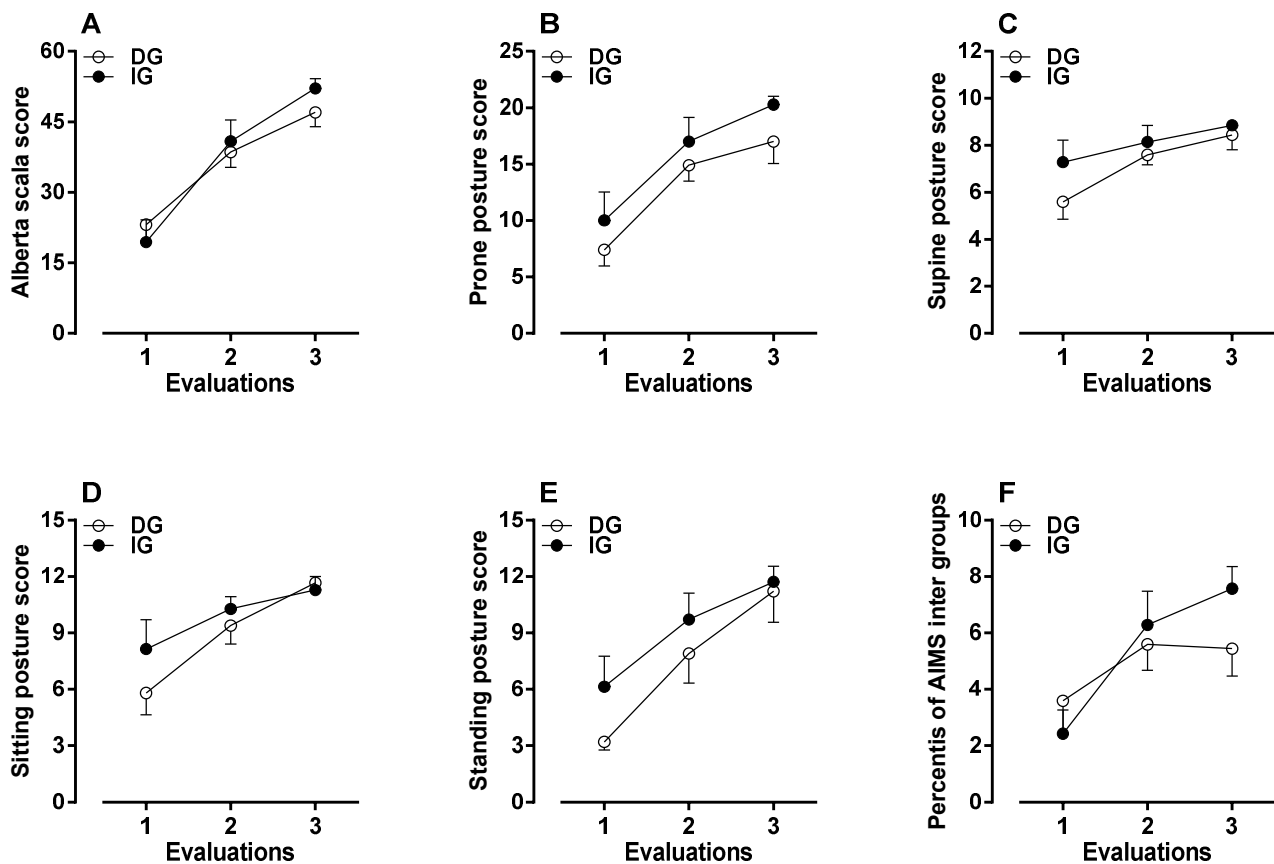 A
Alberta scala score
60
45
30
15
0
DG
IG
1 2 3
Evaluations
B
Prone posture score
25
20
15
10
5
0
DG
IG
1 2 3
Evaluations
C
Supine posture score
12
10
8
6
4
2
0
DG
IG
1 2 3
Evaluations
D
Sitting posture score
15
12
9
6
3
0
DG
IG
1 2 3
Evaluations
E
Standing posture score
15
12
9
6
3
0
DG
IG
1 2 3
Evaluations
F
Percentis of AIMS inter groups
10
8
6
4
2
0
DG
IG
1 2 3
Evaluations